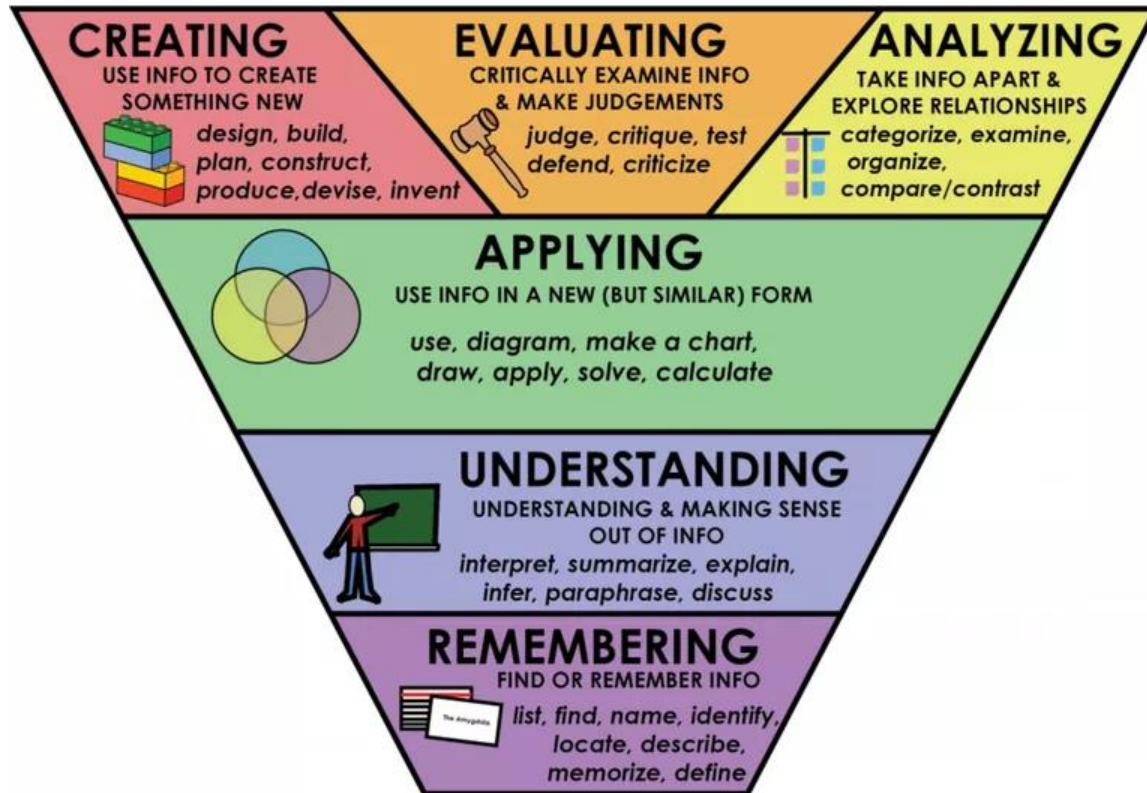 CREATING
USE INFO TO CREATE
SOMETHING NEW
design, build,
plan, construct,
produce,devise, invent
EVALUATING
CRITICALLY EXAMINE INFO
& MAKE JUDGEMENTS
judge, critique, test
defend, criticize
ANALYZING
TAKE INFO APART &
EXPLORE RELATIONSHIPS
categorize, examine,
organize,
compare/contrast
APPLYING
USE INFO IN A NEW (BUT SIMILAR) FORM
use, diagram, make a chart,
draw, apply, solve, calculate
UNDERSTANDING
UNDERSTANDING & MAKING SENSE
OUT OF INFO
interpret, summarize, explain,
infer, paraphrase, discuss
REMEMBERING
FIND OR REMEMBER INFO
The Amygdala
list, find, name, identify,
locate, describe,
memorize, define